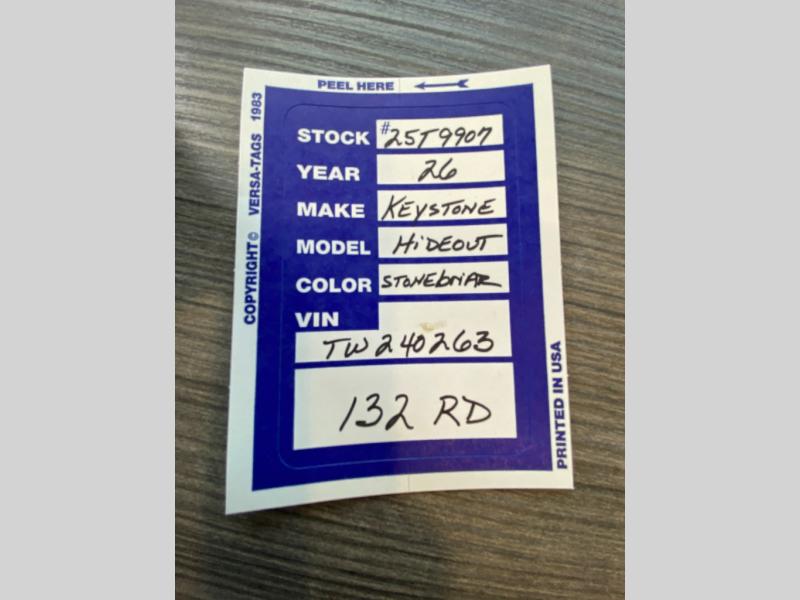 PEEL HERE
COPYRIGHT © VERSA-TAGS 1983
STOCK #25T9907
YEAR 26
MAKE KEYSTONE
MODEL HiDEOUT
COLOR STONEbriAR
VIN
TW240263
132 RD
PRINTED IN USA